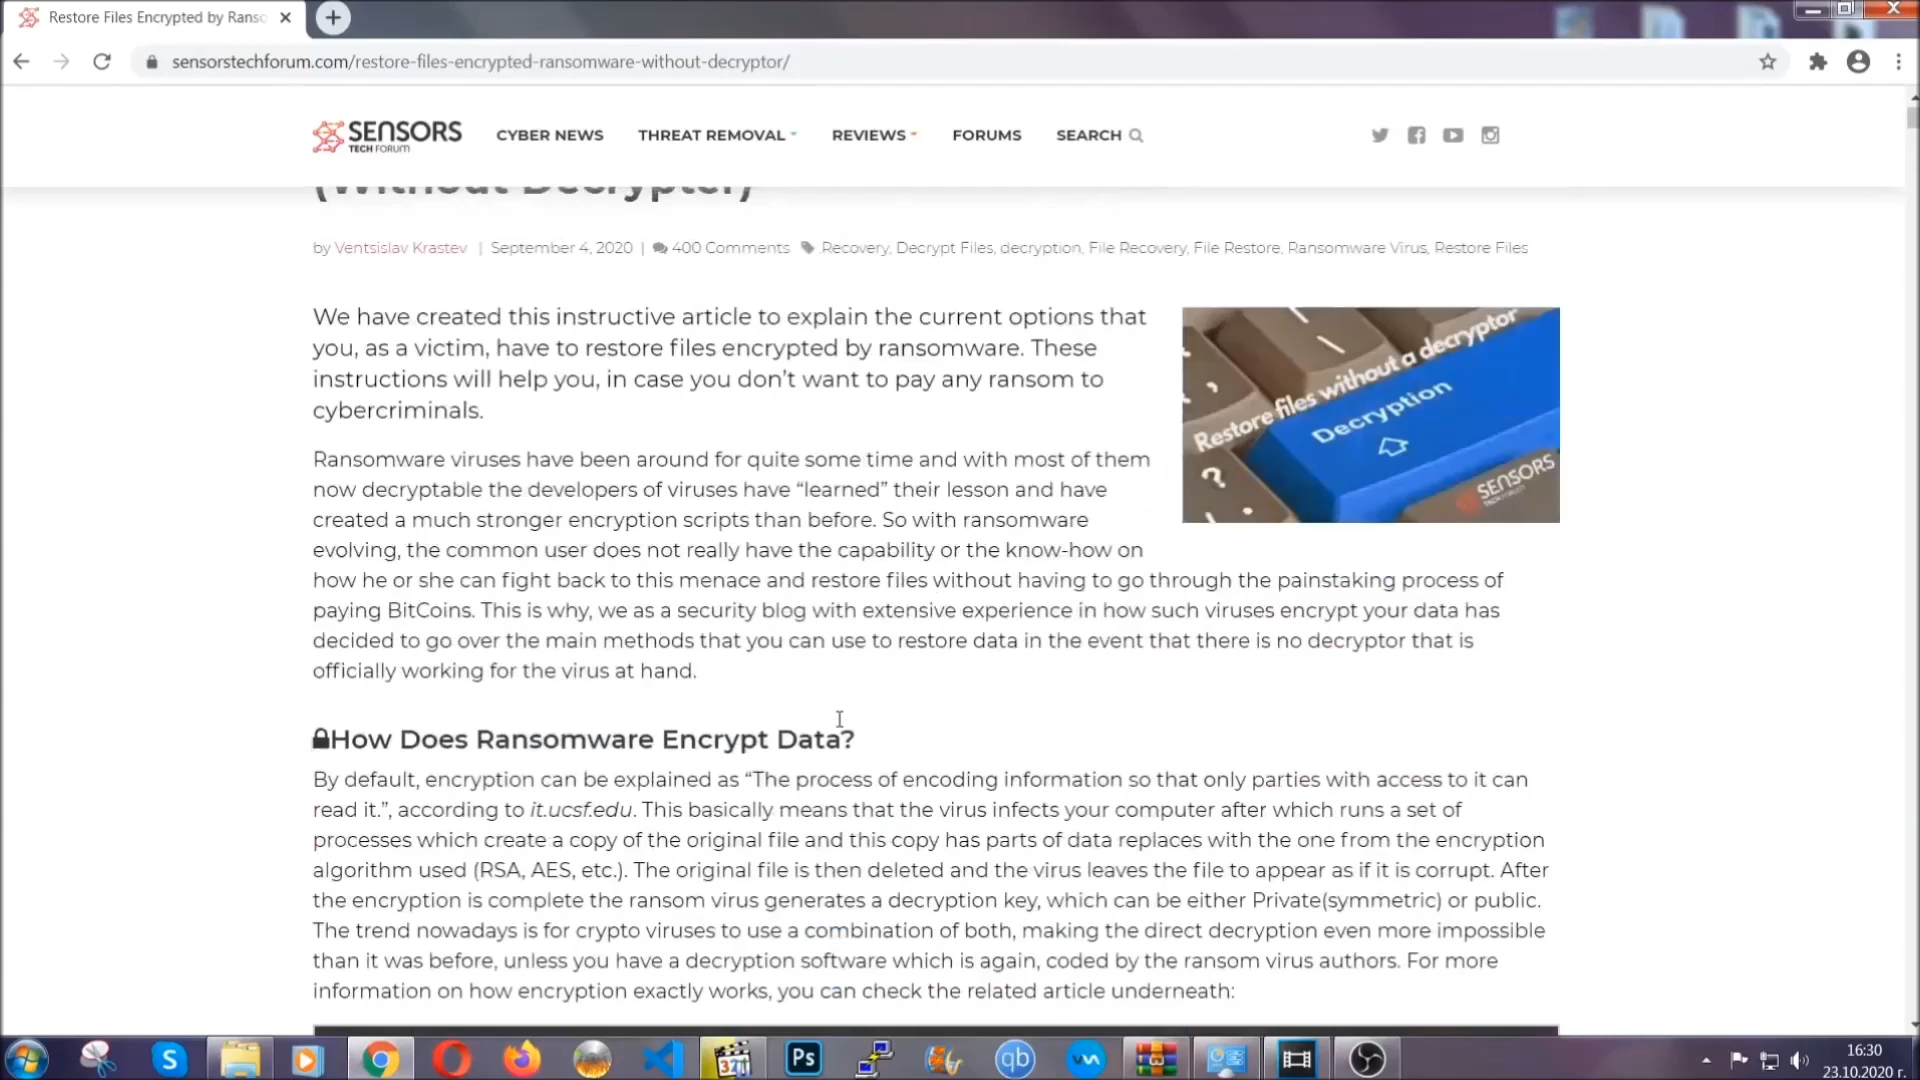 Restore Files Encrypted by Ranso
sensorstechforum.com/restore-files-encrypted-ransomware-without-decryptor/
SENSORS
TECH FORUM
CYBER NEWS THREAT REMOVAL REVIEWS FORUMS SEARCH
(Without Decrypter)
by Ventsislav Krastev | September 4, 2020 | 400 Comments Recovery, Decrypt Files, decryption, File Recovery, File Restore, Ransomware Virus, Restore Files
We have created this instructive article to explain the current options that
you, as a victim, have to restore files encrypted by ransomware. These
instructions will help you, in case you don’t want to pay any ransom to
cybercriminals.
Restore files without a decryptor
Decryption
SENSORS
Ransomware viruses have been around for quite some time and with most of them
now decryptable the developers of viruses have “learned” their lesson and have
created a much stronger encryption scripts than before. So with ransomware
evolving, the common user does not really have the capability or the know-how on
how he or she can fight back to this menace and restore files without having to go through the painstaking process of
paying BitCoins. This is why, we as a security blog with extensive experience in how such viruses encrypt your data has
decided to go over the main methods that you can use to restore data in the event that there is no decryptor that is
officially working for the virus at hand.
How Does Ransomware Encrypt Data?
By default, encryption can be explained as “The process of encoding information so that only parties with access to it can
read it.”, according to it.ucsf.edu. This basically means that the virus infects your computer after which runs a set of
processes which create a copy of the original file and this copy has parts of data replaces with the one from the encryption
algorithm used (RSA, AES, etc.). The original file is then deleted and the virus leaves the file to appear as if it is corrupt. After
the encryption is complete the ransom virus generates a decryption key, which can be either Private(symmetric) or public.
The trend nowadays is for crypto viruses to use a combination of both, making the direct decryption even more impossible
than it was before, unless you have a decryption software which is again, coded by the ransom virus authors. For more
information on how encryption exactly works, you can check the related article underneath:
Ps
qb
16:30
23.10.2020 г.